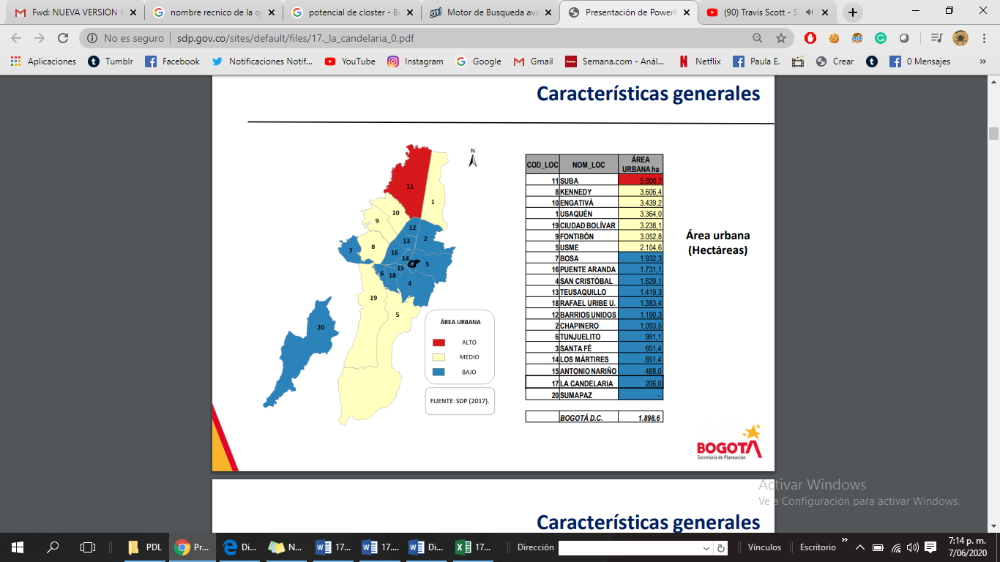 Fwd: NUEVA VERSION P
nombre recnico de la oj
potencial de closter - B
Motor de Busqueda ava
Presentación de PowerP
(90) Travis Scott - S
No es seguro | sdp.gov.co/sites/default/files/17._la_candelaria_0.pdf
Aplicaciones Tumblr Facebook Notificaciones Notif... YouTube Instagram Google Gmail Semana.com - Anál... Netflix Paula E. Crear 0 Mensajes »
Características generales
N
11
1
10
9
12
2
13
8
7
16
14
3
15
6
18
4
19
5
20
ÁREA URBANA
ALTO
MEDIO
BAJO
FUENTE: SDP (2017).
COD_LOC NOM_LOC ÁREA URBANA ha
11 SUBA 5.800,7
8 KENNEDY 3.606,4
10 ENGATIVÁ 3.439,2
1 USAQUÉN 3.364,0
19 CIUDAD BOLÍVAR 3.238,1
9 FONTIBÓN 3.052,8
5 USME 2.104,6
7 BOSA 1.932,3
16 PUENTE ARANDA 1.731,1
4 SAN CRISTÓBAL 1.629,1
13 TEUSAQUILLO 1.419,3
18 RAFAEL URIBE U. 1.383,4
12 BARRIOS UNIDOS 1.190,3
2 CHAPINERO 1.093,5
6 TUNJUELITO 991,1
3 SANTA FÉ 651,4
14 LOS MÁRTIRES 651,4
15 ANTONIO NARIÑO 488,0
17 LA CANDELARIA 206,0
20 SUMAPAZ -
BOGOTÁ D.C. 1.898,6
Área urbana
(Hectáreas)
BOGOTÁ
Secretaría de Planeación
Activar Windows
Ve a Configuración para activar Windows.
Características generales
PDL Pr... Di... N... 17... 17.... Di... 17... Dirección Vínculos Escritorio »
7:14 p. m.
7/06/2020